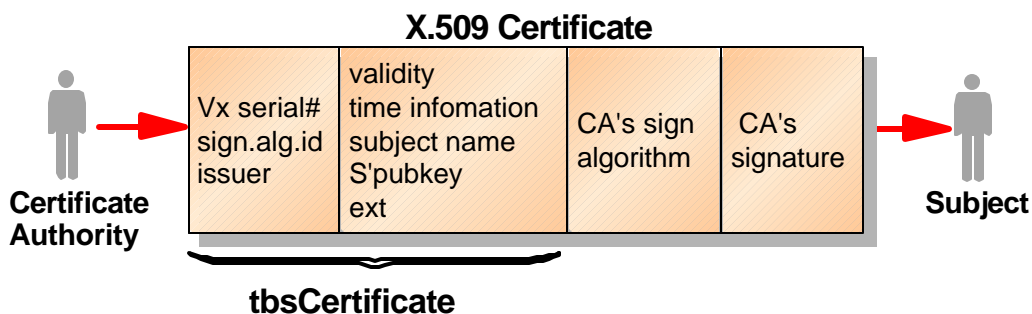 X.509 Certificate
Vx serial#
sign.alg.id
issuer
validity
time infomation
subject name
S'pubkey
ext
CA's sign
algorithm
CA's
signature
Certificate
Authority
Subject
tbsCertificate